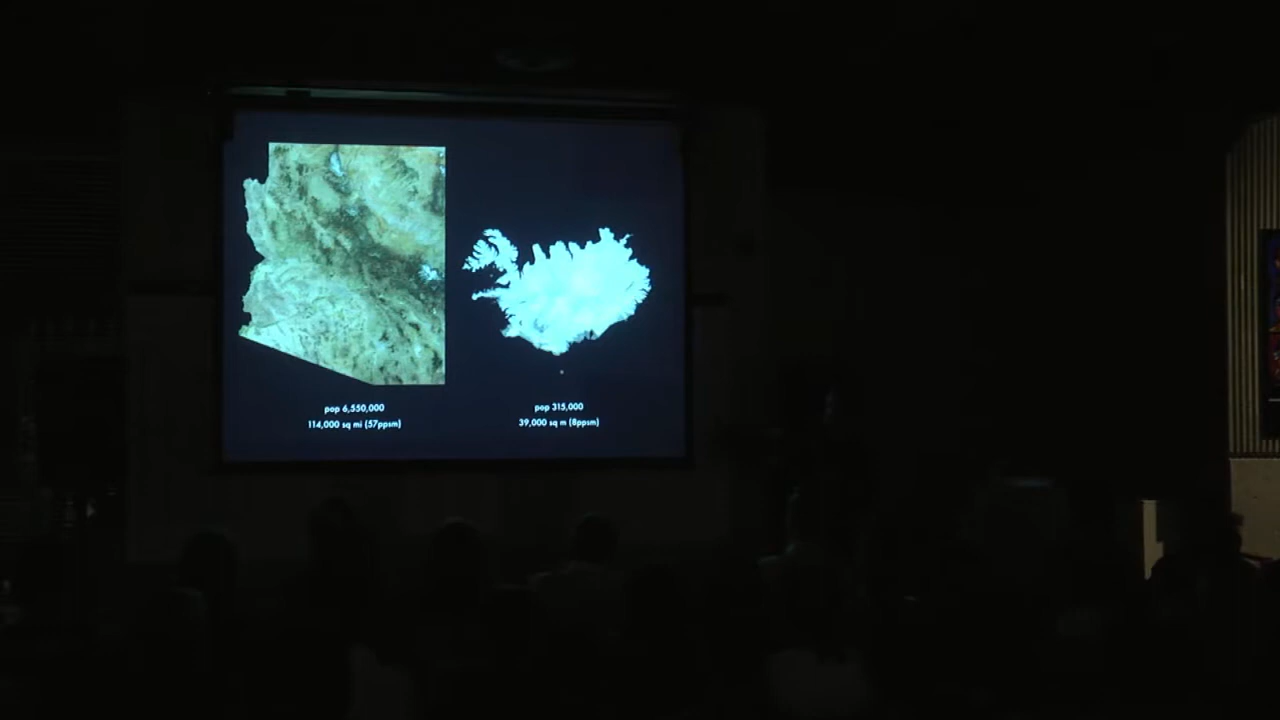 pop 6,550,000
114,000 sq mi (57ppsm)
pop 315,000
39,000 sq m (8ppsm)